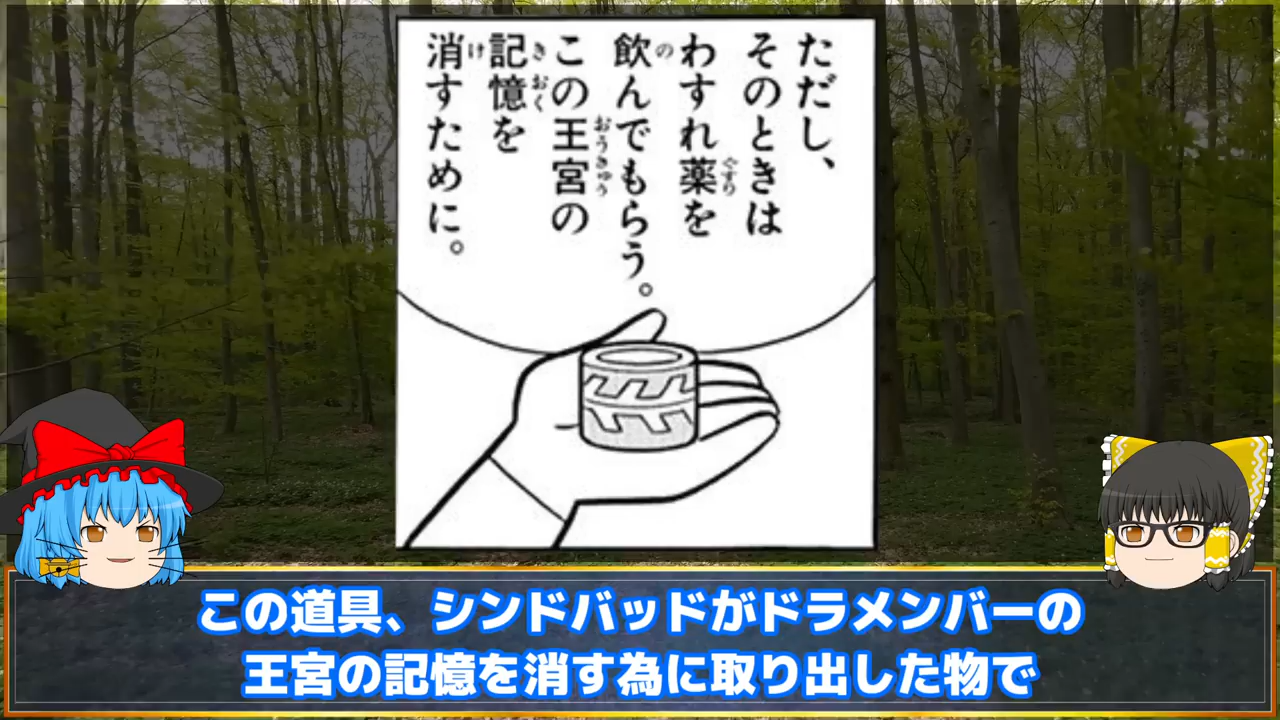 ただし、
そのときは
わすれ薬を
飲んでもらう。
この王宮の
記憶を
消すために。
この道具、シンドバッドがドラメンバーの
王宮の記憶を消す為に取り出した物で